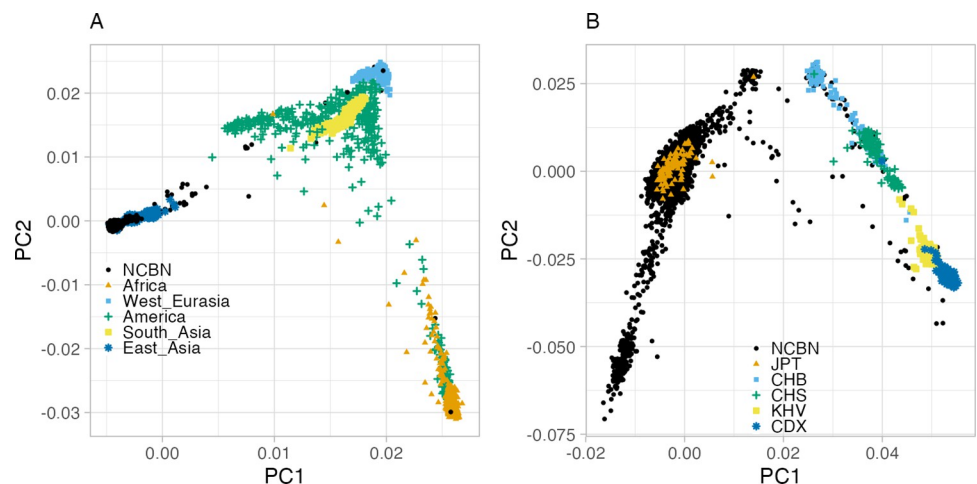 A
B
0.02
0.01
0.00
-0.01
-0.02
-0.03
PC2
NCBN
Africa
West_Eurasia
America
South_Asia
East_Asia
0.00
0.01
0.02
PC1
0.025
0.000
-0.025
-0.050
-0.075
PC2
NCBN
JPT
CHB
CHS
KHV
CDX
-0.02
0.00
0.02
0.04
PC1